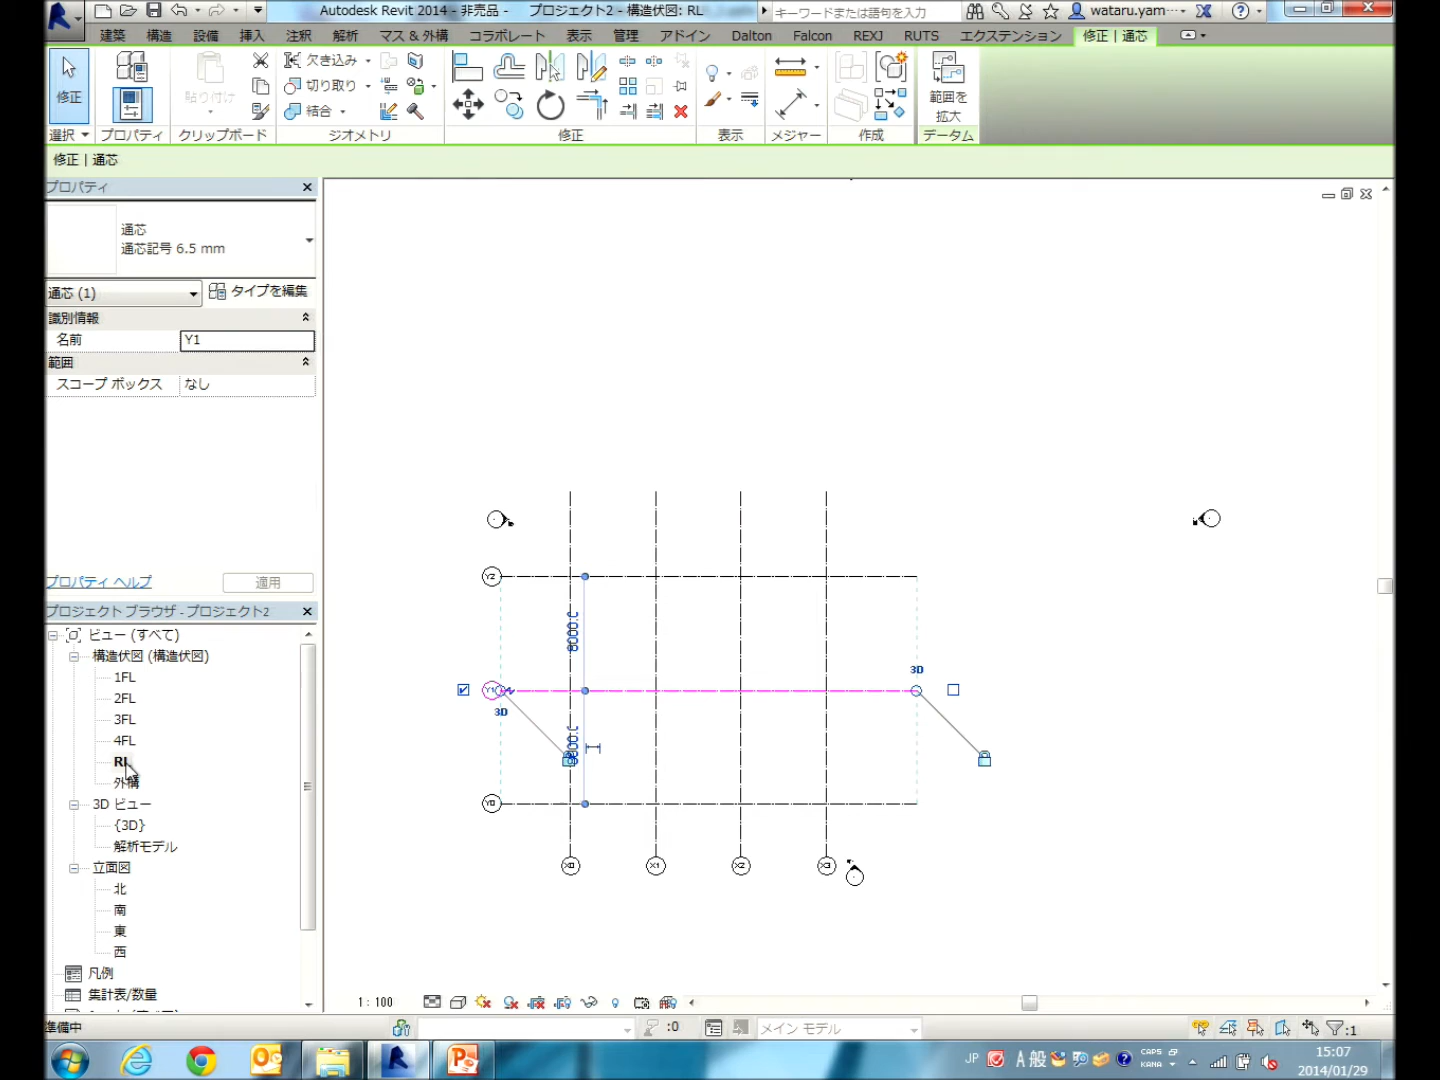 Autodesk Revit 2014 - 非売品 - プロジェクト2 - 構造伏図: RL
キーワードまたは語句を入力
wataru.yam…
建築 構造 設備 挿入 注釈 解析 マス & 外構 コラボレート 表示 管理 アドイン Dalton Falcon REXJ RUTS エクステンション 修正 | 通芯
修正
貼り付け
欠き込み
切り取り
結合
範囲を
拡大
選択 プロパティ クリップボード ジオメトリ 修正 表示 メジャー 作成 データム
修正 | 通芯
プロパティ
通芯
通芯記号 6.5 mm
通芯 (1) タイプを編集
識別情報
名前 Y1
範囲
スコープ ボックス なし
プロパティ ヘルプ 適用
プロジェクト ブラウザ - プロジェクト2
ビュー (すべて)
構造伏図 (構造伏図)
1FL
2FL
3FL
4FL
RL
外構
3D ビュー
{3D}
解析モデル
立面図
北
南
東
西
凡例
集計表/数量
Y2
8000.0
3D
Y1
3D
Y0
X0 X1 X2 X3
1 : 100
準備中
:0
メイン モデル
:1
JP
A 般
CAPS
KANA
15:07
2014/01/29